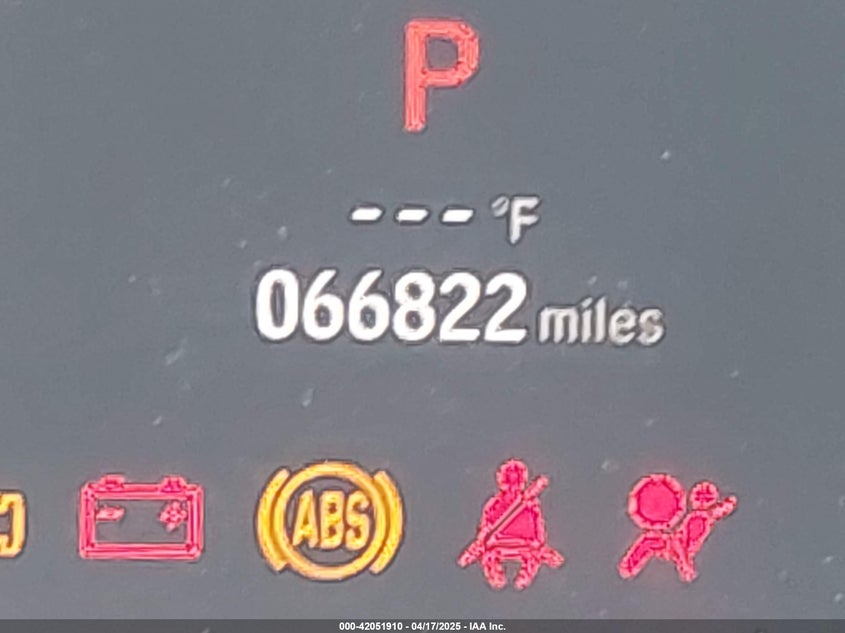 P
--- °F
066822 miles
ABS
000-42051910 - 04/17/2025 - IAA Inc.